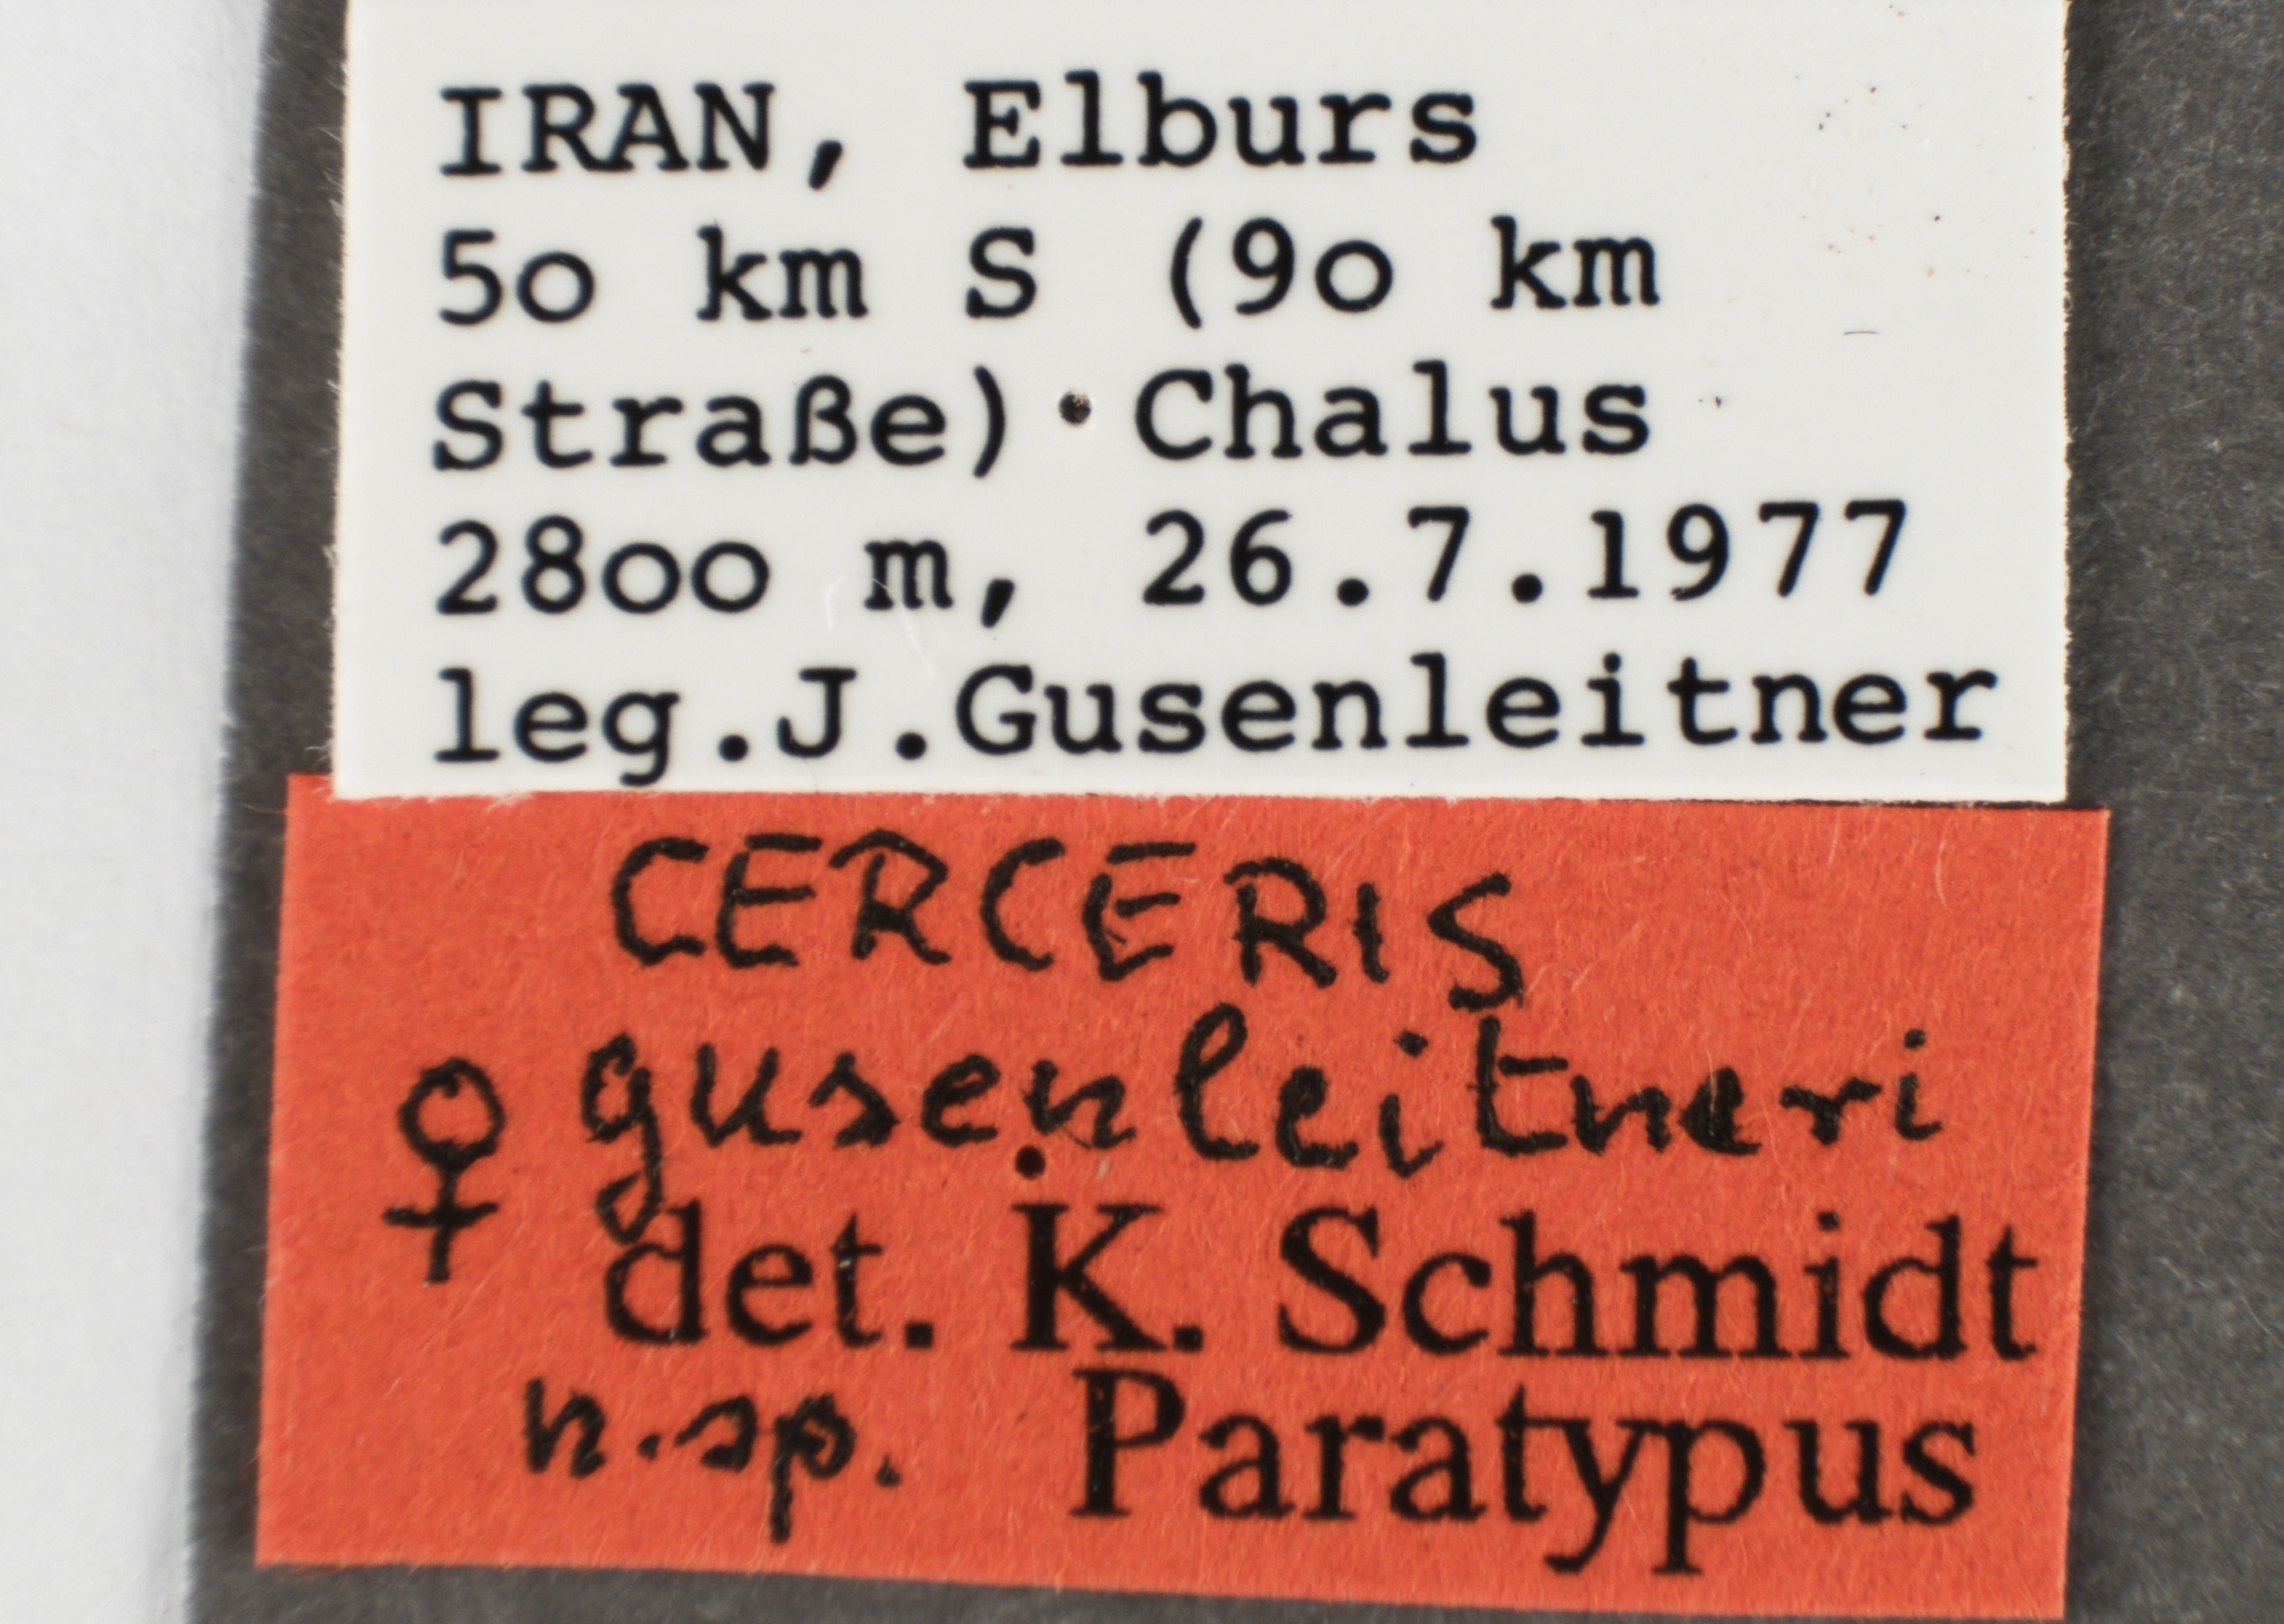 IRAN, Elburs
5o km S (9o km
Straße) Chalus
28oo m, 26.7.1977
leg.J.Gusenleitner
CERCERIS
♀ gusenleitneri
det. K. Schmidt
n.sp. Paratypus